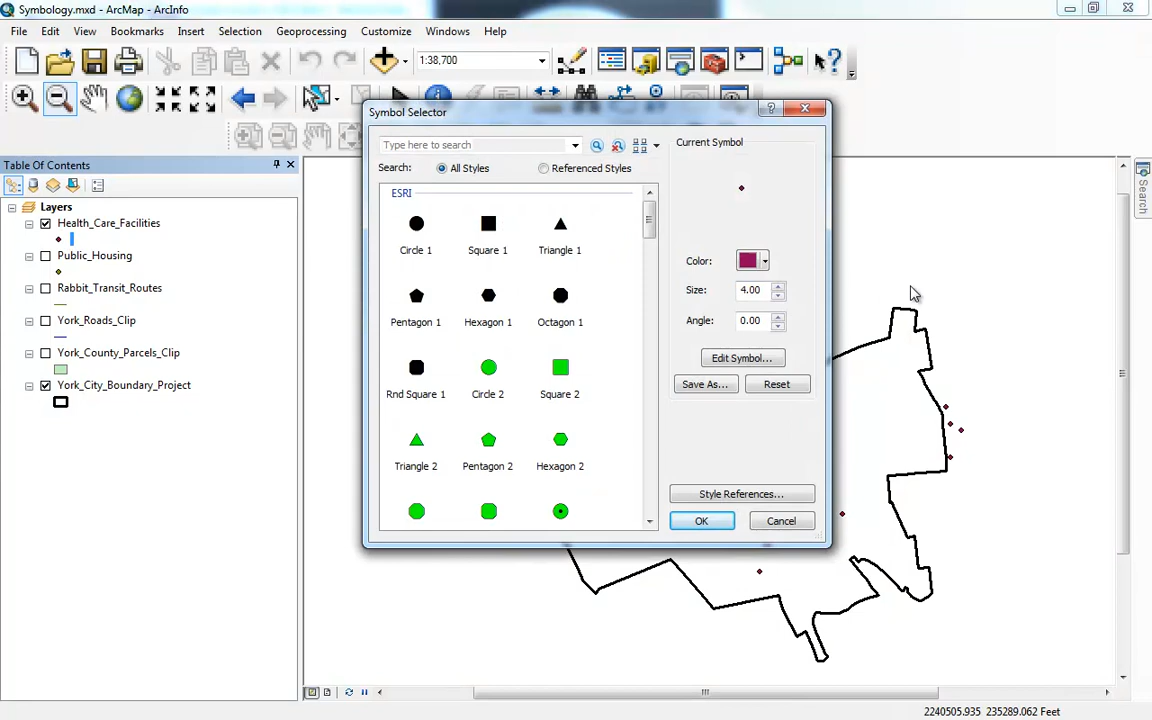 Symbology.mxd - ArcMap - ArcInfo
File Edit View Bookmarks Insert Selection Geoprocessing Customize Windows Help
1:38,700
Symbol Selector
Table Of Contents
Layers
Health_Care_Facilities
Public_Housing
Rabbit_Transit_Routes
York_Roads_Clip
York_County_Parcels_Clip
York_City_Boundary_Project
Type here to search
Search: All Styles Referenced Styles
ESRI
Circle 1 Square 1 Triangle 1
Pentagon 1 Hexagon 1 Octagon 1
Rnd Square 1 Circle 2 Square 2
Triangle 2 Pentagon 2 Hexagon 2
Current Symbol
Color:
Size: 4.00
Angle: 0.00
Edit Symbol...
Save As... Reset
Style References...
OK Cancel
Search
2240505.935 235289.062 Feet